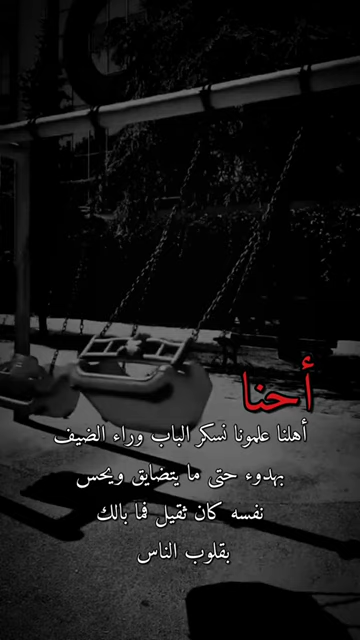 أحنا
أهلنا علمونا نسكر الباب وراء الضيف
بهدوء حتى ما يتضايق ويحس
نفسه كان ثقيل فما بالك
بقلوب الناس